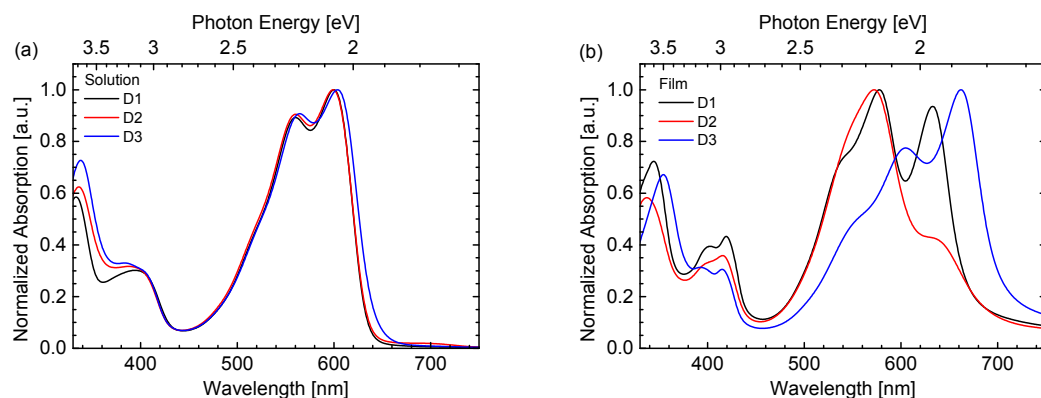 Photon Energy [eV]
3.5 3 2.5 2
(a)
Normalized Absorption [a.u.]
1.0
0.8
0.6
0.4
0.2
0.0
Solution
D1
D2
D3
400 500 600 700
Wavelength [nm]
Photon Energy [eV]
3.5 3 2.5 2
(b)
Normalized Absorption [a.u.]
1.0
0.8
0.6
0.4
0.2
0.0
Film
D1
D2
D3
400 500 600 700
Wavelength [nm]